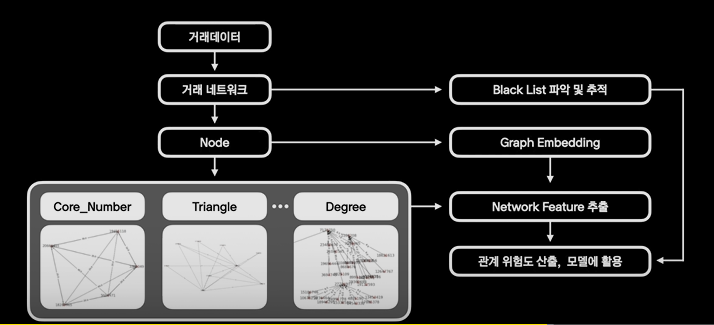 거래데이터
거래 네트워크
Black List 파악 및 추적
Node
Graph Embedding
Core_Number
Triangle
Degree
Network Feature 추출
관계 위험도 산출, 모델에 활용